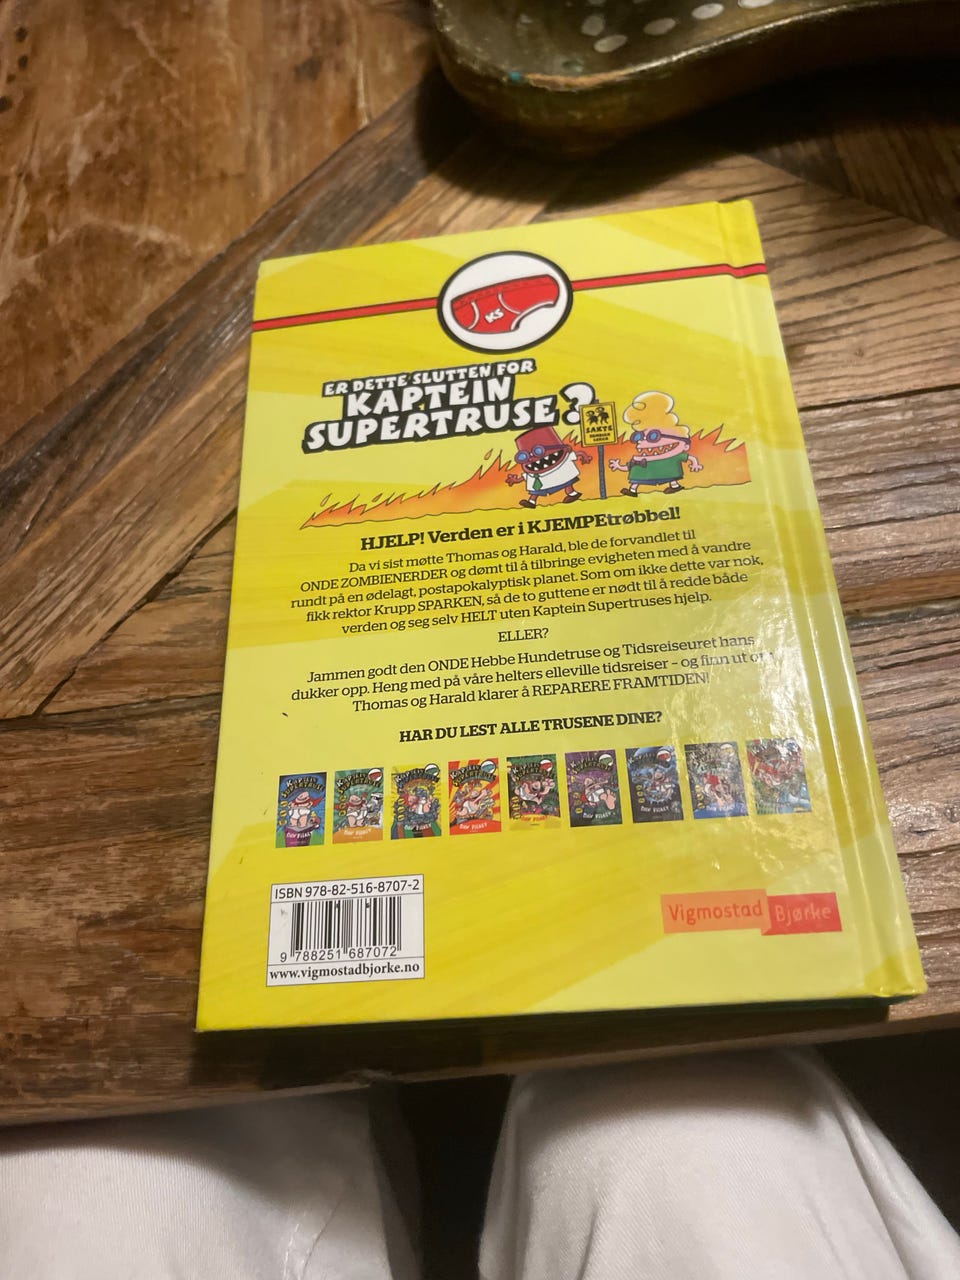 KS
ER DETTE SLUTTEN FOR
KAPTEIN
SUPERTRUSE?
SAKTE
HJELP! Verden er i KJEMPEtrøbbel!
Da vi sist møtte Thomas og Harald, ble de forvandlet til
ONDE ZOMBIENERDER og dømt til å tilbringe evigheten med å vandre
rundt på en ødelagt, postapokalyptisk planet. Som om ikke dette var nok,
fikk rektor Krupp SPARKEN, så de to guttene er nødt til å redde både
verden og seg selv HELT uten Kaptein Supertruses hjelp.
ELLER?
Jammen godt den ONDE Hebbe Hundetruse og Tidsreiseuret hans
dukker opp. Heng med på våre helters elleville tidsreiser – og finn ut
Thomas og Harald klarer å REPARERE FRAMTIDEN!
HAR DU LEST ALLE TRUSENE DINE?
ISBN 978-82-516-8707-2
9 788251 687072
www.vigmostadbjorke.no
Vigmostad Bjørke